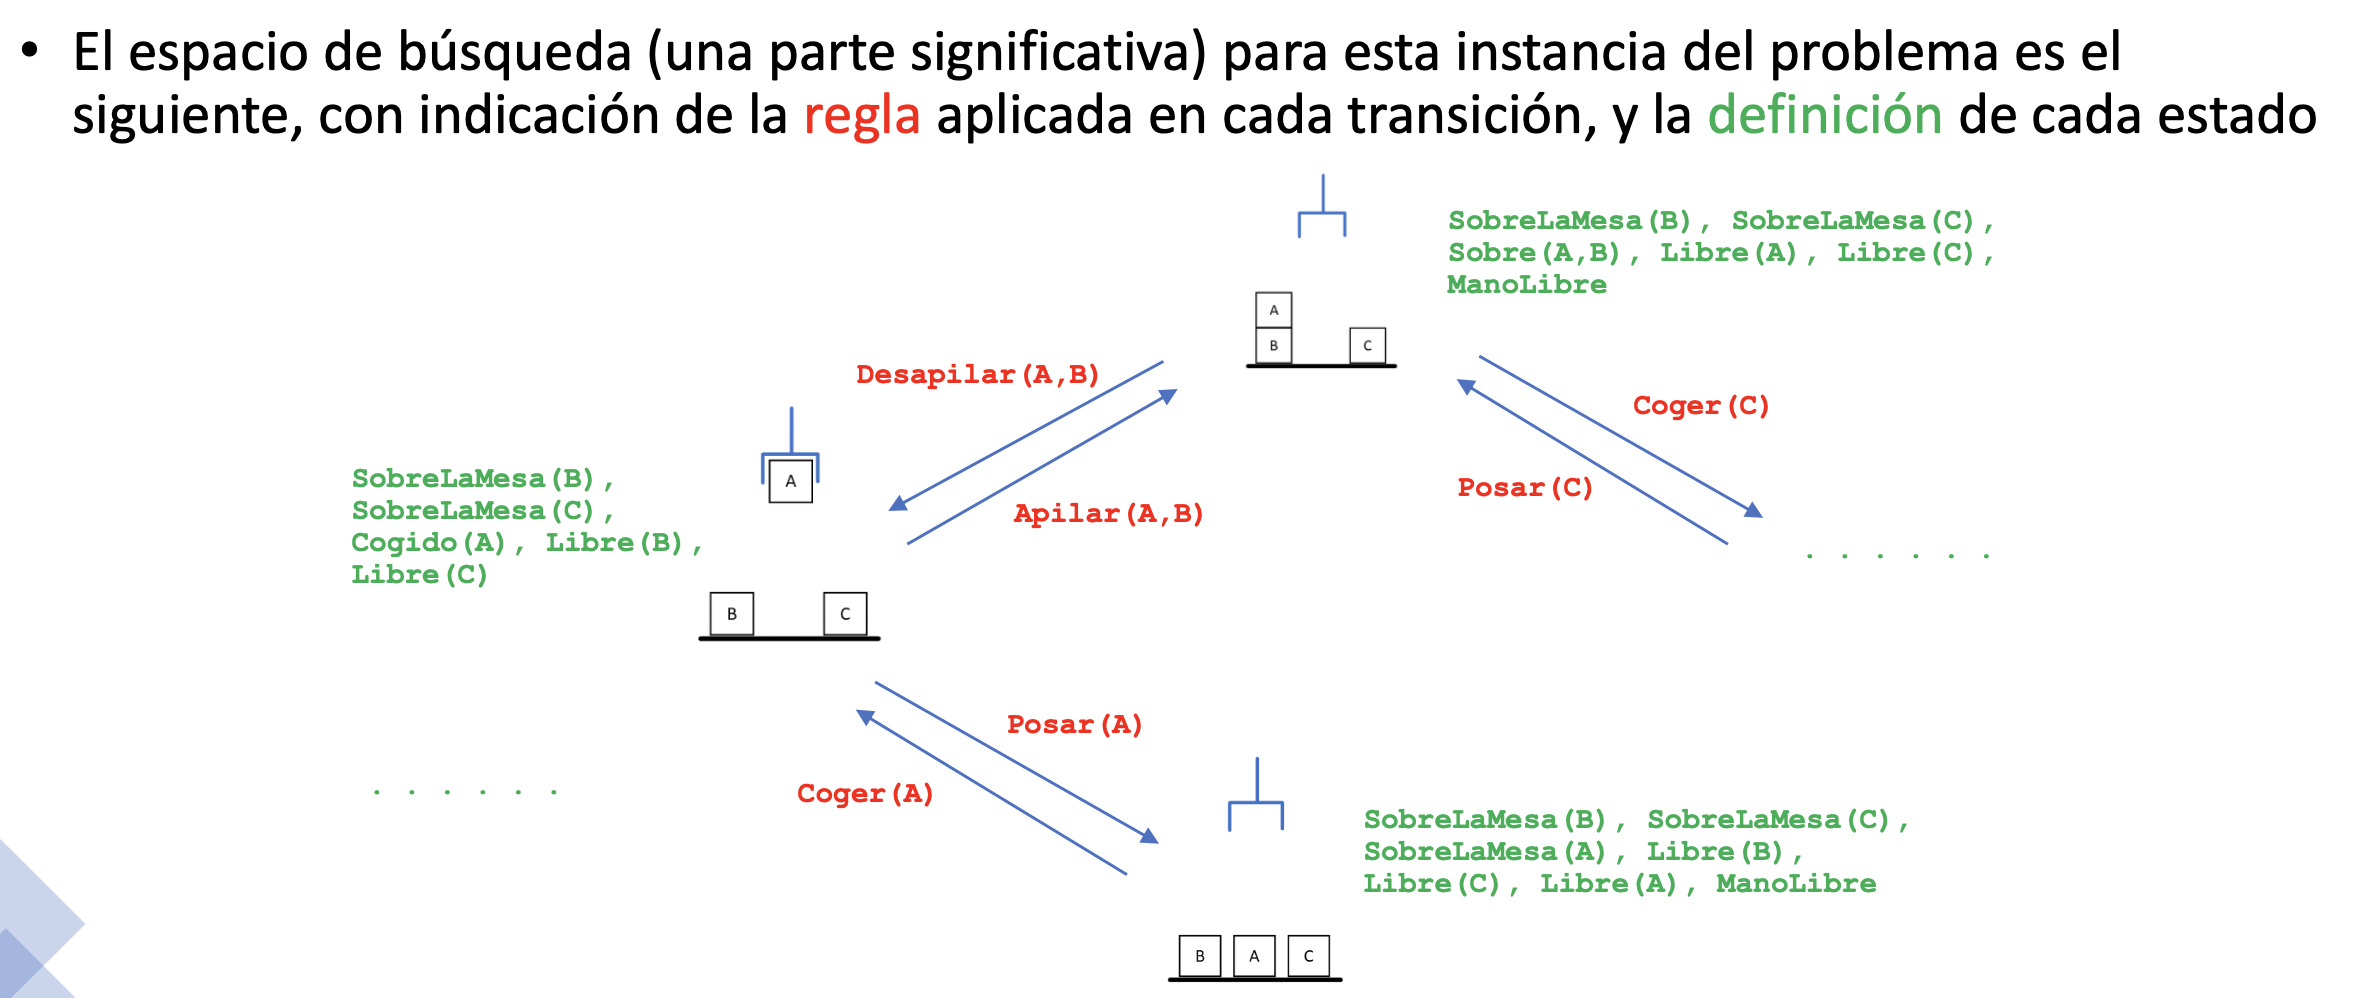 • El espacio de búsqueda (una parte significativa) para esta instancia del problema es el
siguiente, con indicación de la regla aplicada en cada transición, y la definición de cada estado
SobreLaMesa(B), SobreLaMesa(C),
Sobre(A,B), Libre(A), Libre(C),
ManoLibre
A
B
C
Desapilar(A,B)
Apilar(A,B)
Coger(C)
Posar(C)
. . . . . .
SobreLaMesa(B),
SobreLaMesa(C),
Cogido(A), Libre(B),
Libre(C)
A
B C
Posar(A)
Coger(A)
. . . . . .
SobreLaMesa(B), SobreLaMesa(C),
SobreLaMesa(A), Libre(B),
Libre(C), Libre(A), ManoLibre
B A C